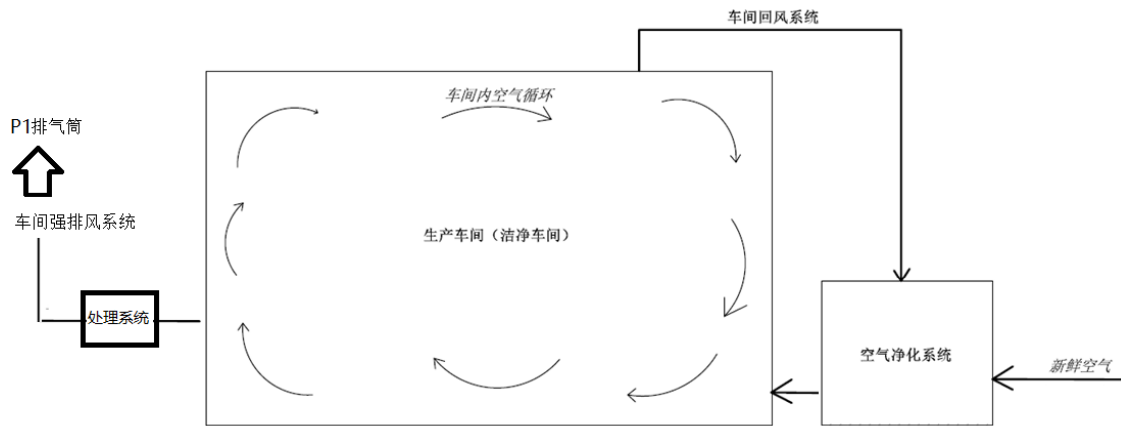 车间回风系统
车间内空气循环
P1排气筒
车间强排风系统
生产车间（洁净车间）
处理系统
空气净化系统
新鲜空气